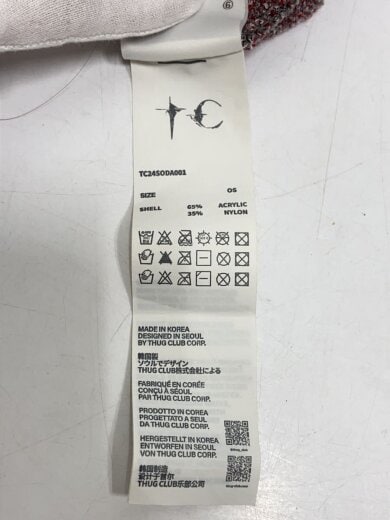 ⑥
TC
TC24SODA001
SIZE OS
SHELL 65% ACRYLIC
35% NYLON
MADE IN KOREA
DESIGNED IN SEOUL
BY THUG CLUB CORP.
韓国製
ソウルでデザイン
THUG CLUB株式会社による
FABRIQUÉ EN CORÉE
CONÇU À SÉOUL
PAR THUG CLUB CORP.
PRODOTTO IN COREA
PROGETTATO A SEUL
DA THUG CLUB CORP.
HERGESTELLT IN KOREA
ENTWORFEN IN SEOUL
VON THUG CLUB CORP.
韩国制造
设计于首尔
THUG CLUB乐部公司